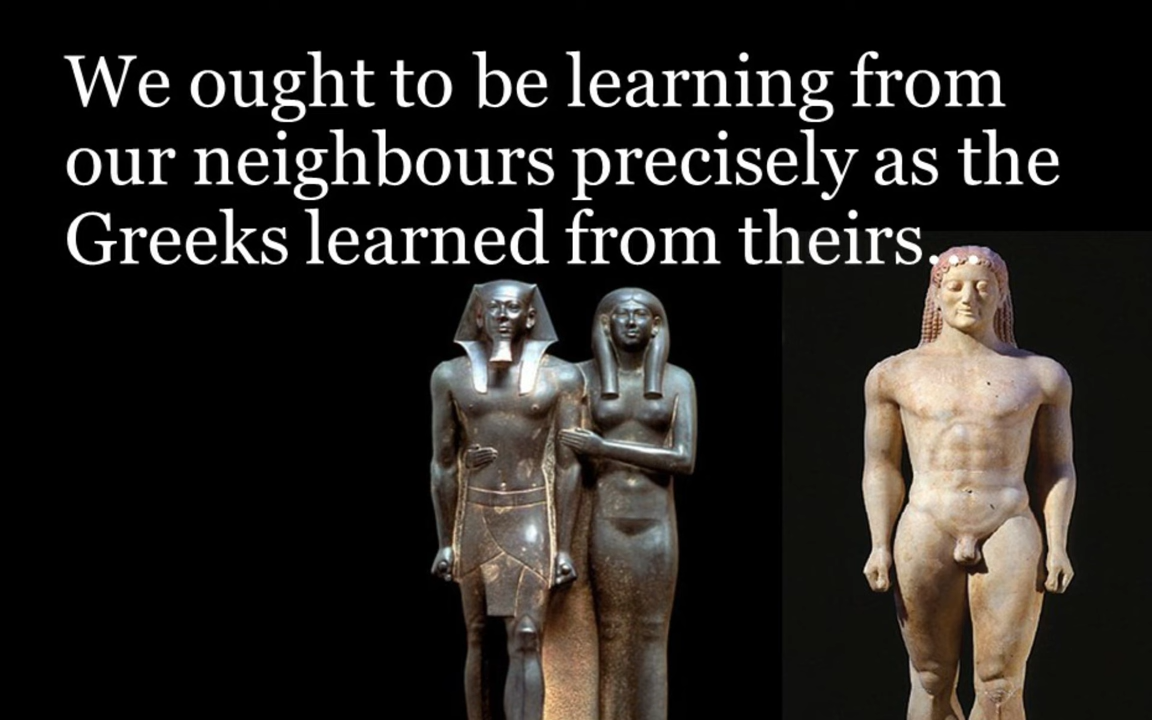 We ought to be learning from
our neighbours precisely as the
Greeks learned from theirs...